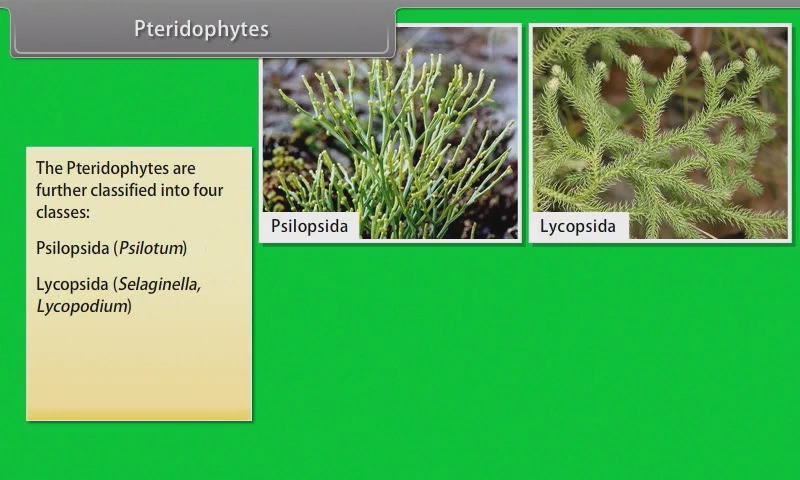 Pteridophytes
The Pteridophytes are
further classified into four
classes:
Psilopsida (Psilotum)
Lycopsida (Selaginella,
Lycopodium)
Psilopsida
Lycopsida